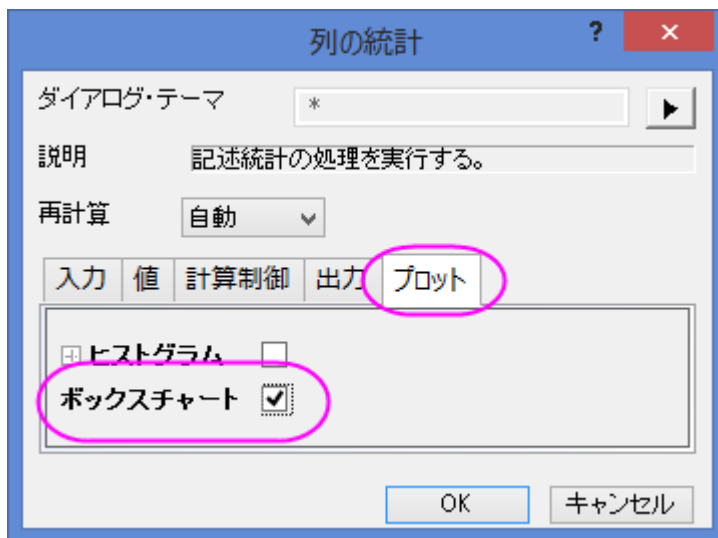 列の統計
?
×
ダイアログ・テーマ
*
説明
記述統計の処理を実行する。
再計算
自動
入力 値 計算制御 出力 プロット
ヒストグラム
ボックスチャート
OK
キャンセル